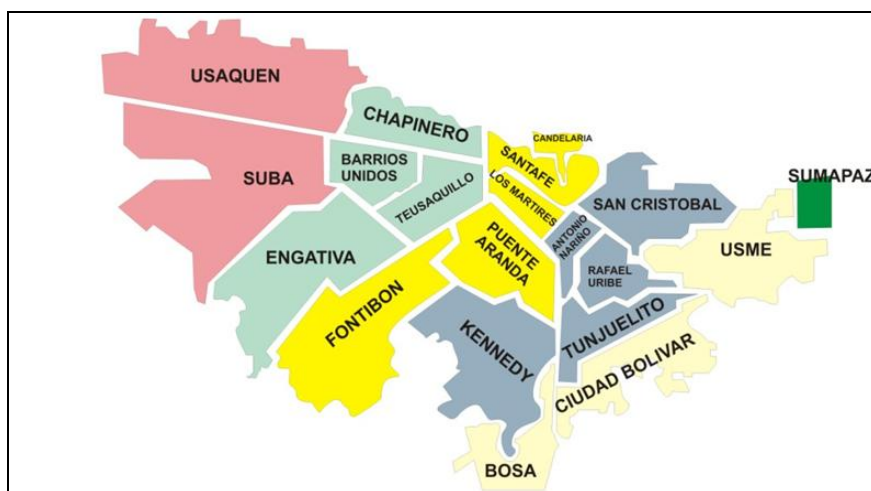 USAQUEN
CHAPINERO
CANDELARIA
SANTAFE
BARRIOS
UNIDOS
SUBA
SUMAPAZ
LOS MARTIRES
TEUSAQUILLO
SAN CRISTOBAL
ANTONIO
NARIÑO
PUENTE
ARANDA
USME
ENGATIVA
RAFAEL
URIBE
FONTIBON
KENNEDY
TUNJUELITO
CIUDAD BOLIVAR
BOSA